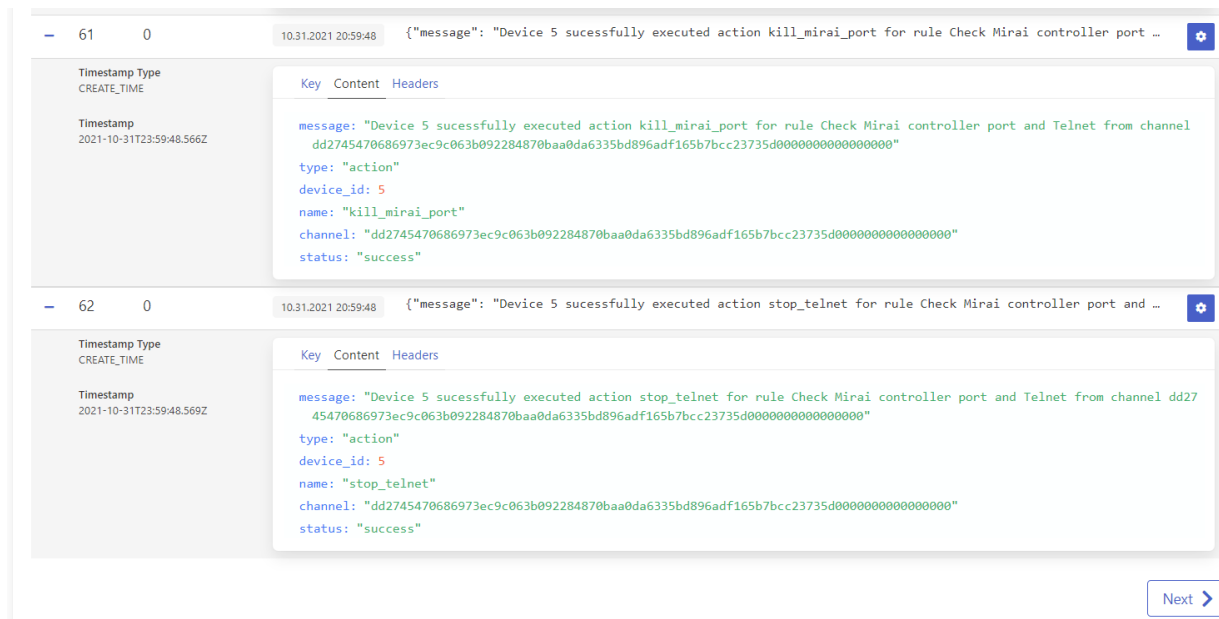 61 0 10.31.2021 20:59:48 {"message": "Device 5 sucessfully executed action kill_mirai_port for rule Check Mirai controller port …
Timestamp Type
CREATE_TIME
Timestamp
2021-10-31T23:59:48.566Z
Key Content Headers
message: "Device 5 sucessfully executed action kill_mirai_port for rule Check Mirai controller port and Telnet from channel
dd2745470686973ec9c063b092284870baa0da6335bd896adf165b7bcc23735d0000000000000000"
type: "action"
device_id: 5
name: "kill_mirai_port"
channel: "dd2745470686973ec9c063b092284870baa0da6335bd896adf165b7bcc23735d0000000000000000"
status: "success"
62 0 10.31.2021 20:59:48 {"message": "Device 5 sucessfully executed action stop_telnet for rule Check Mirai controller port and …
Timestamp Type
CREATE_TIME
Timestamp
2021-10-31T23:59:48.569Z
Key Content Headers
message: "Device 5 sucessfully executed action stop_telnet for rule Check Mirai controller port and Telnet from channel dd27
45470686973ec9c063b092284870baa0da6335bd896adf165b7bcc23735d0000000000000000"
type: "action"
device_id: 5
name: "stop_telnet"
channel: "dd2745470686973ec9c063b092284870baa0da6335bd896adf165b7bcc23735d0000000000000000"
status: "success"
Next